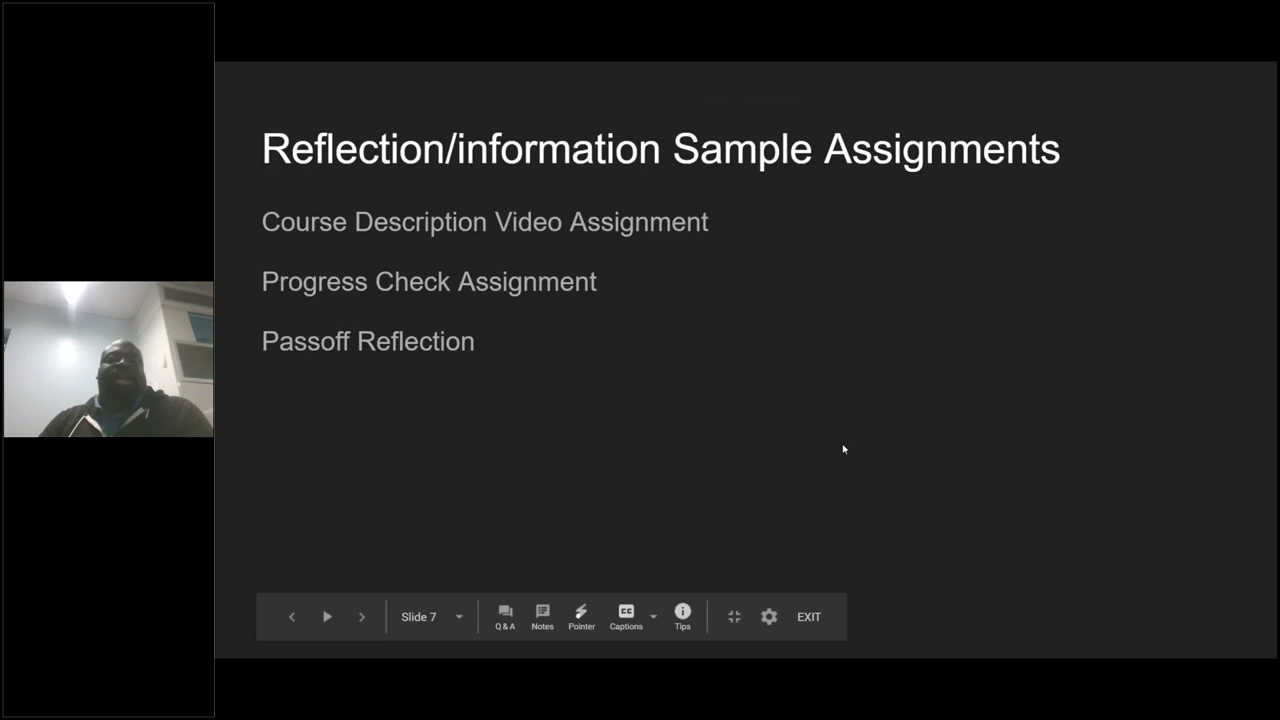 Reflection/information Sample Assignments
Course Description Video Assignment
Progress Check Assignment
Passoff Reflection
Slide 7
Q & A
Notes
Pointer
CC
Captions
Tips
EXIT